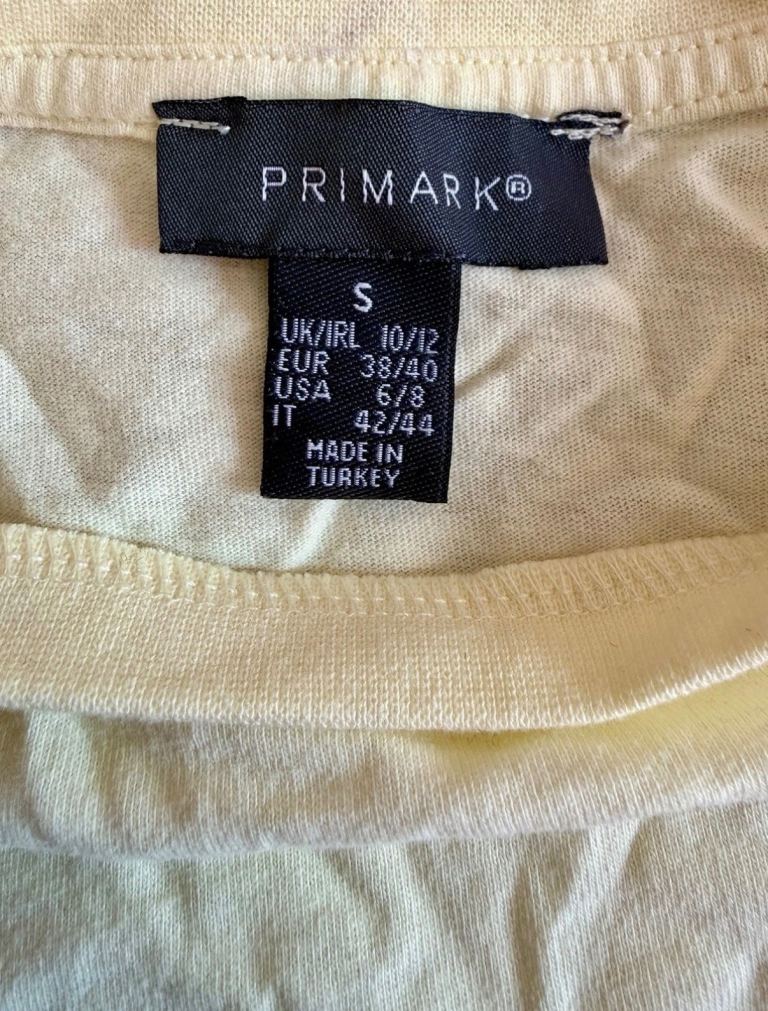 PRIMARK®
S
UK/IRL 10/12
EUR 38/40
USA 6/8
IT 42/44
MADE IN
TURKEY